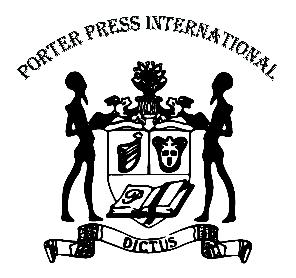 PORTER PRESS INTERNATIONAL
DICTUS